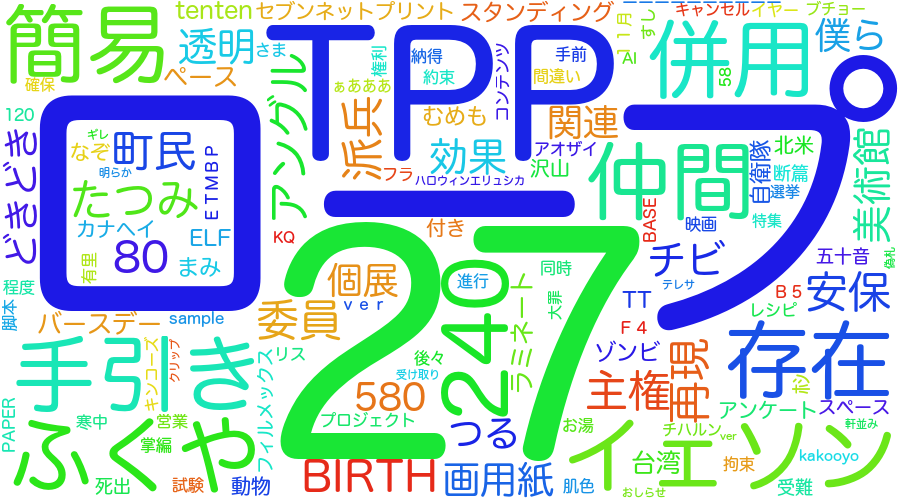 簡易
tenten
セブンネットプリント
スタンディング
11月
すし
キャンセル
イヤー
ブチョー
確保
透明
さま
TPP
権利
納得
手前
AI
併用
58
僕ら
ペース
ぁあああ
約束
コンテンツ
間違い
120
どきどき
ギレ
なぞ
町民
明らか
ETMBP
アングル
派兵
むめも
関連
効果
アオザイ
沢山
フラ
ハロウィンエリュシカ
仲間
自衛隊
北米
断篇
選挙
美術館
たつみ
カナヘイ
ELF
80
まみ
有里
KQ
付き
BASE
映画
特集
チビ
五十音
偽札
ロープ
27
程度
脚本
バースデー
sample
委員
個展
ver
240
進行
同時
大罪
ラミネート
テレサ
TT
B5
F4
レシピ
安保
手引き
キンコーズ
クリップ
フィルメックス
リス
後々
受け取り
580
ゾンビ
主権
再現
存在
PAPER
寒中
営業
掌編
プロジェクト
つる
お湯
チハルン
ver
アンケート
スペース
軒並み
ふくや
死出
試験
動物
BIRTH
画用紙
肌色
台湾
おしらせ
イエソン
拘束
kakooyo
受難